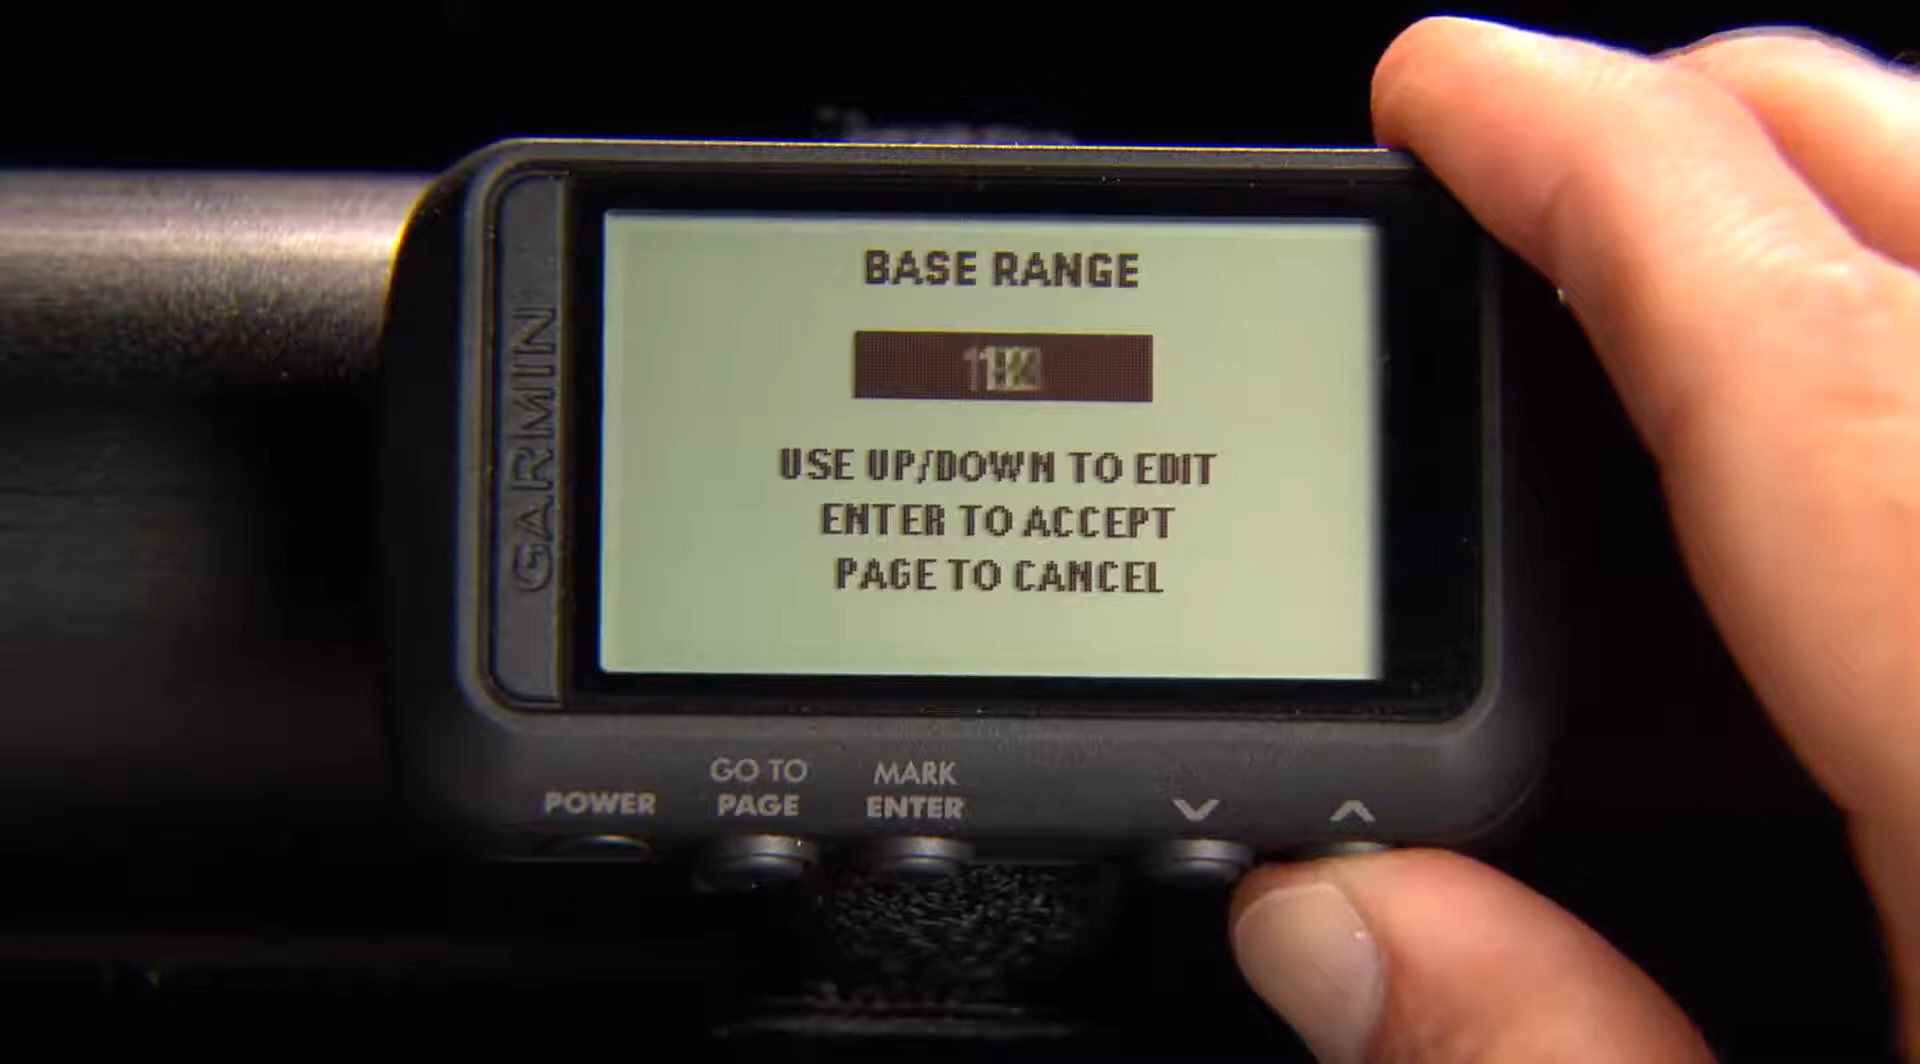 BASE RANGE
USE UP/DOWN TO EDIT
ENTER TO ACCEPT
PAGE TO CANCEL
GARMIN
POWER
GO TO
PAGE
MARK
ENTER